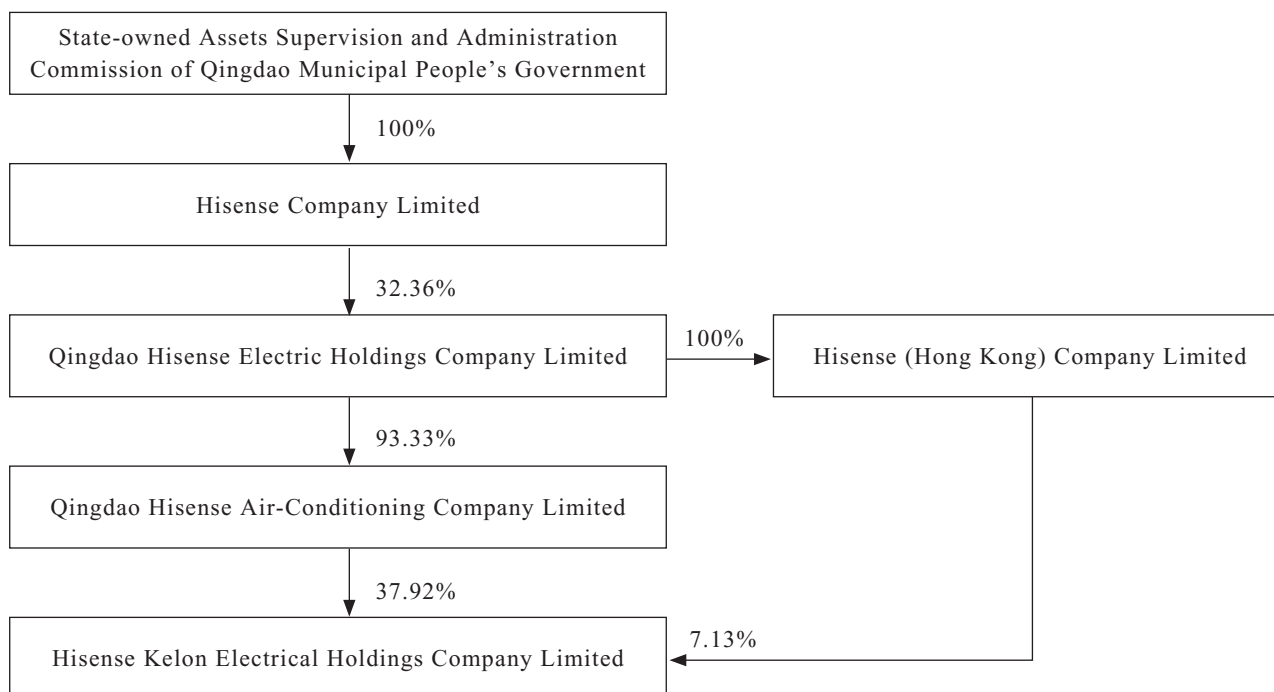 State-owned Assets Supervision and Administration
Commission of Qingdao Municipal People’s Government
100%
Hisense Company Limited
32.36%
Qingdao Hisense Electric Holdings Company Limited
100%
Hisense (Hong Kong) Company Limited
93.33%
Qingdao Hisense Air-Conditioning Company Limited
37.92%
Hisense Kelon Electrical Holdings Company Limited
7.13%